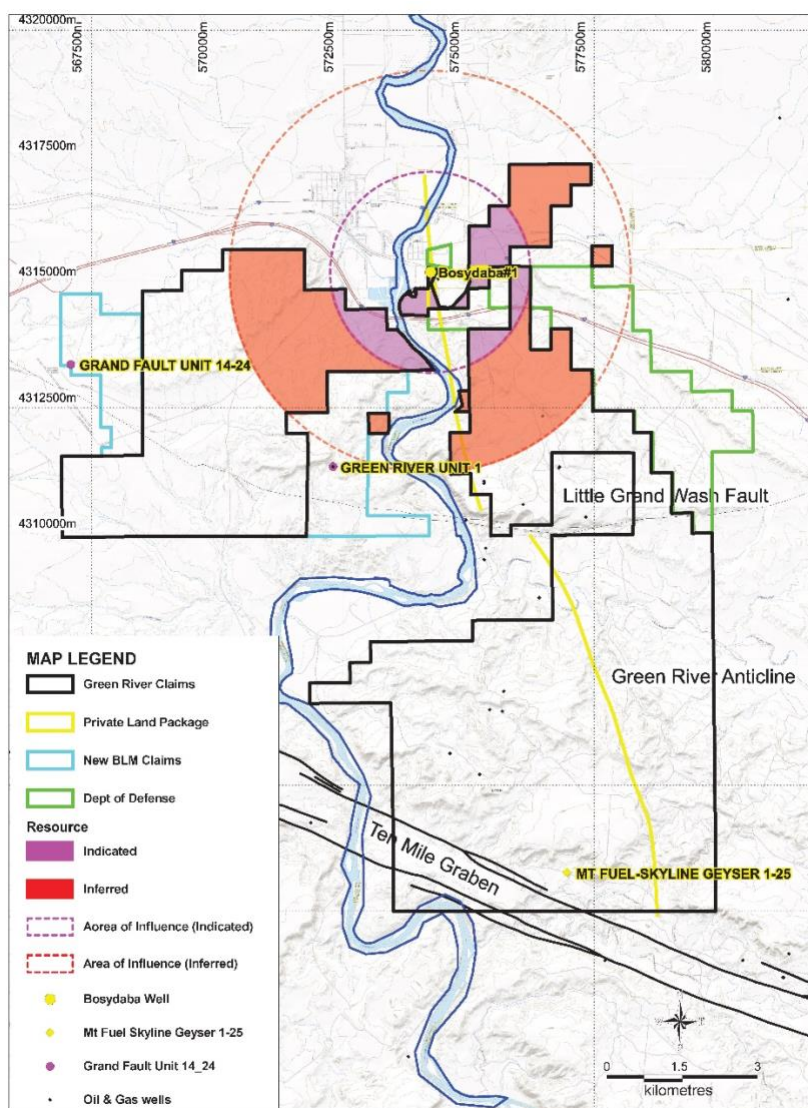 4320000m
567500m
570000m
572500m
575000m
577500m
580000m
4317500m
4315000m
Bosydaba#1
GRAND FAULT UNIT 14-24
4312500m
GREEN RIVER UNIT 1
Little Grand Wash Fault
4310000m
Green River Anticline
Ten Mile Graben
MT FUEL-SKYLINE GEYSER 1-25
MAP LEGEND
Green River Claims
Private Land Package
New BLM Claims
Dept of Defense
Resource
Indicated
Inferred
Aorea of Influence (Indicated)
Area of Influence (Inferred)
Bosydaba Well
Mt Fuel Skyline Geyser 1-25
Grand Fault Unit 14_24
Oil & Gas wells
0 1.5 3
kilometres